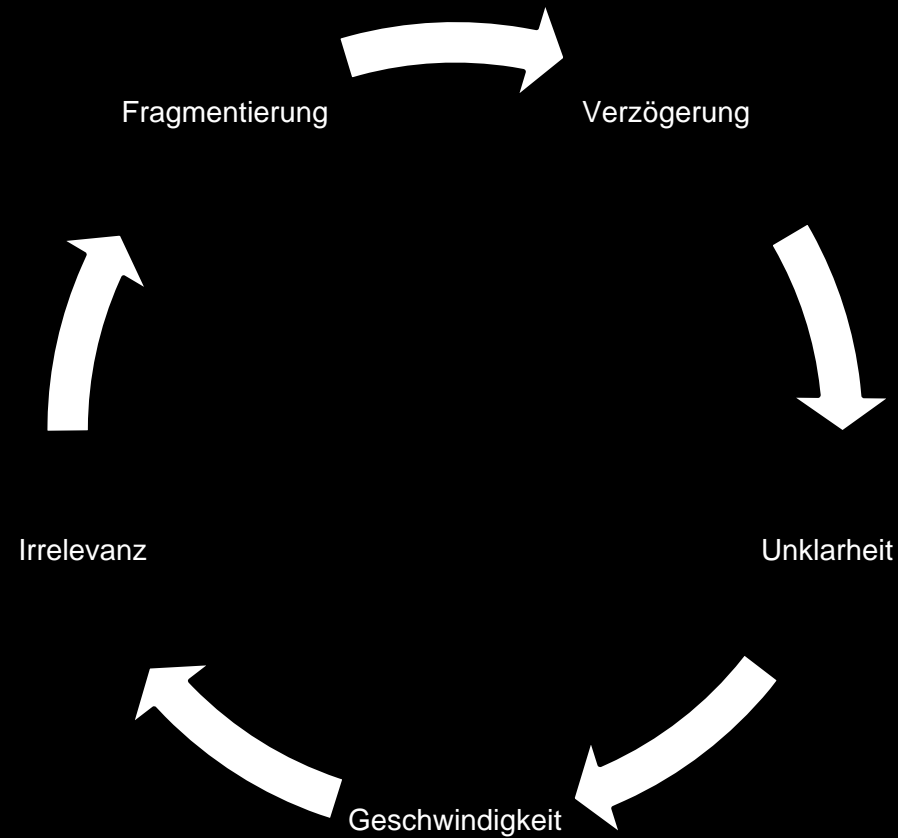 Fragmentierung
Verzögerung
Unklarheit
Geschwindigkeit
Irrelevanz